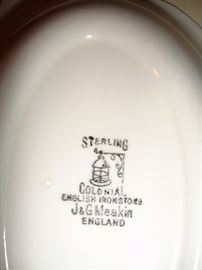 STERLING
COLONIAL
ENGLISH IRONSTONE
J&G Meakin
ENGLAND